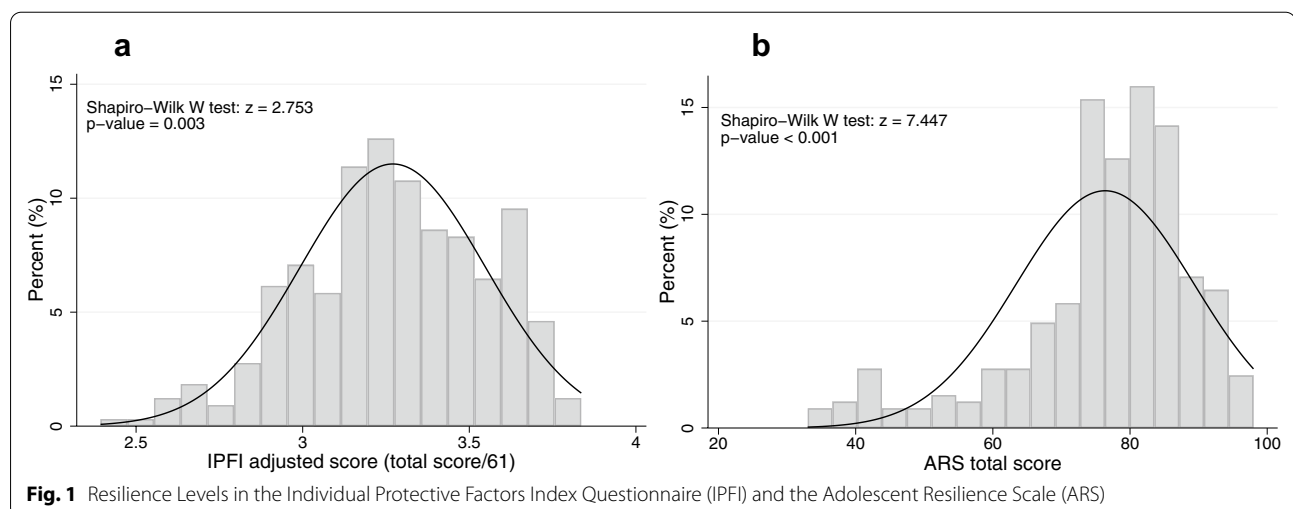 a
Shapiro−Wilk W test: z = 2.753
p−value = 0.003
Percent (%)
15
10
5
0
2.5
3
3.5
4
IPFI adjusted score (total score/61)
b
Shapiro−Wilk W test: z = 7.447
p−value < 0.001
Percent (%)
15
10
5
0
20
40
60
80
100
ARS total score
Fig. 1 Resilience Levels in the Individual Protective Factors Index Questionnaire (IPFI) and the Adolescent Resilience Scale (ARS)